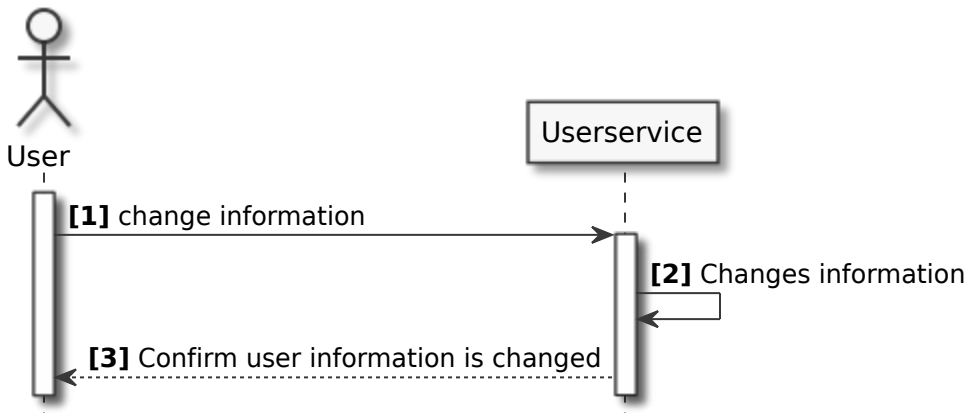 User
Userservice
[1] change information
[2] Changes information
[3] Confirm user information is changed